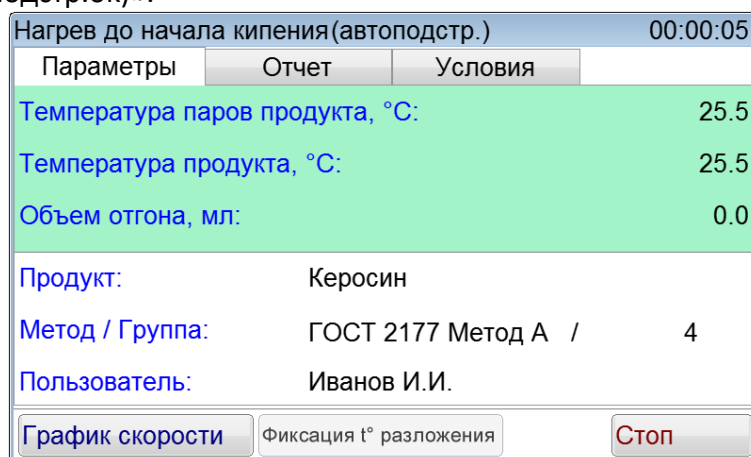 Нагрев до начала кипения(автоподстр.) 00:00:05
Параметры Отчет Условия
Температура паров продукта, °C: 25.5
Температура продукта, °C: 25.5
Объем отгона, мл: 0.0
Продукт: Керосин
Метод / Группа: ГОСТ 2177 Метод А / 4
Пользователь: Иванов И.И.
График скорости Фиксация t° разложения Стоп